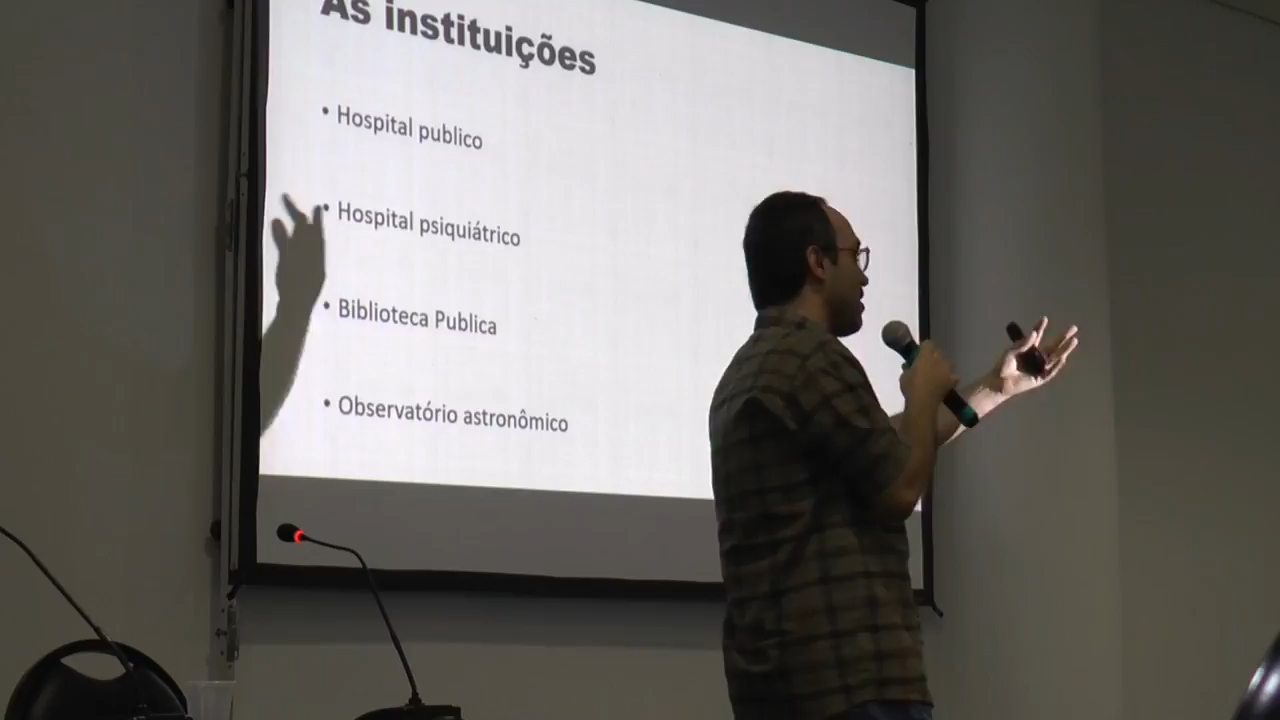 As instituições
• Hospital publico
• Hospital psiquiátrico
• Biblioteca Publica
• Observatório astronômico